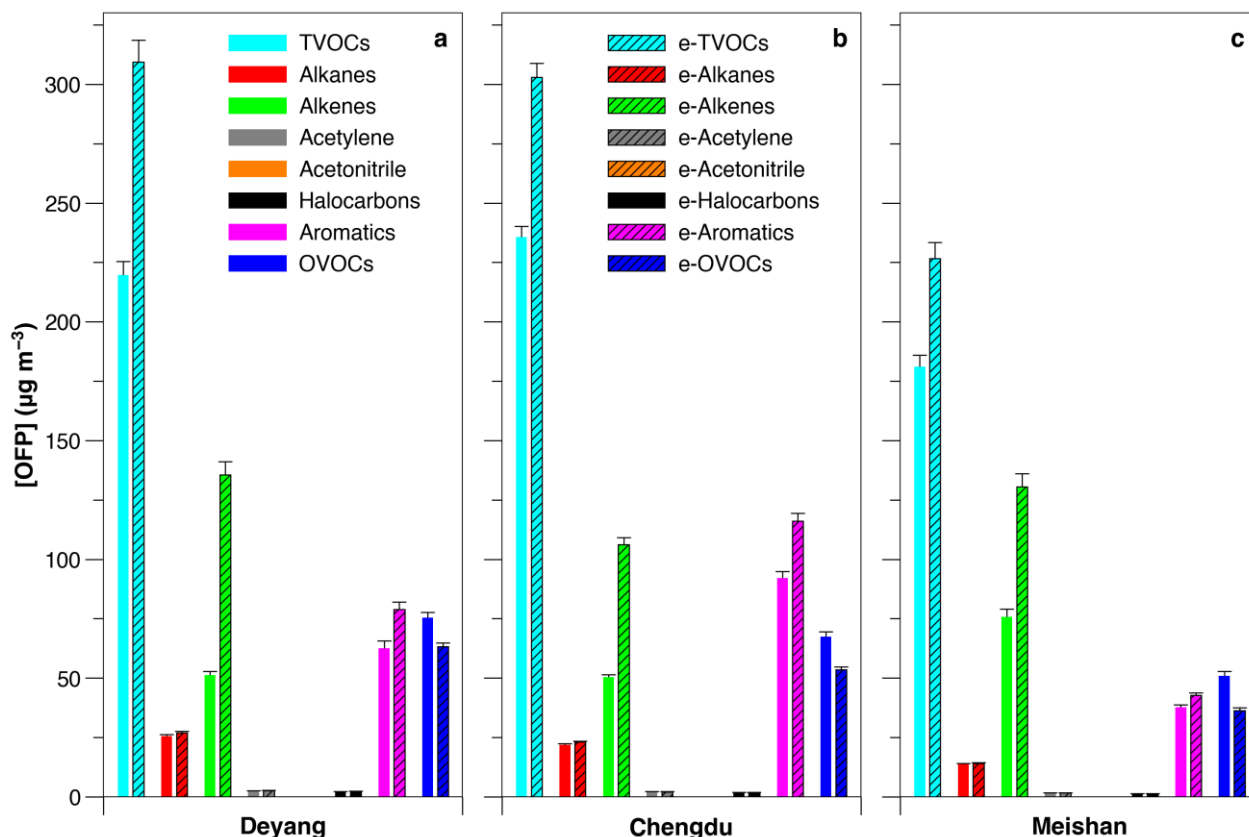 a
b
c
TVOCs
Alkanes
Alkenes
Acetylene
Acetonitrile
Halocarbons
Aromatics
OVOCs
e-TVOCs
e-Alkanes
e-Alkenes
e-Acetylene
e-Acetonitrile
e-Halocarbons
e-Aromatics
e-OVOCs
[OFP] (µg m⁻³)
300
250
200
150
100
50
0
Deyang
Chengdu
Meishan